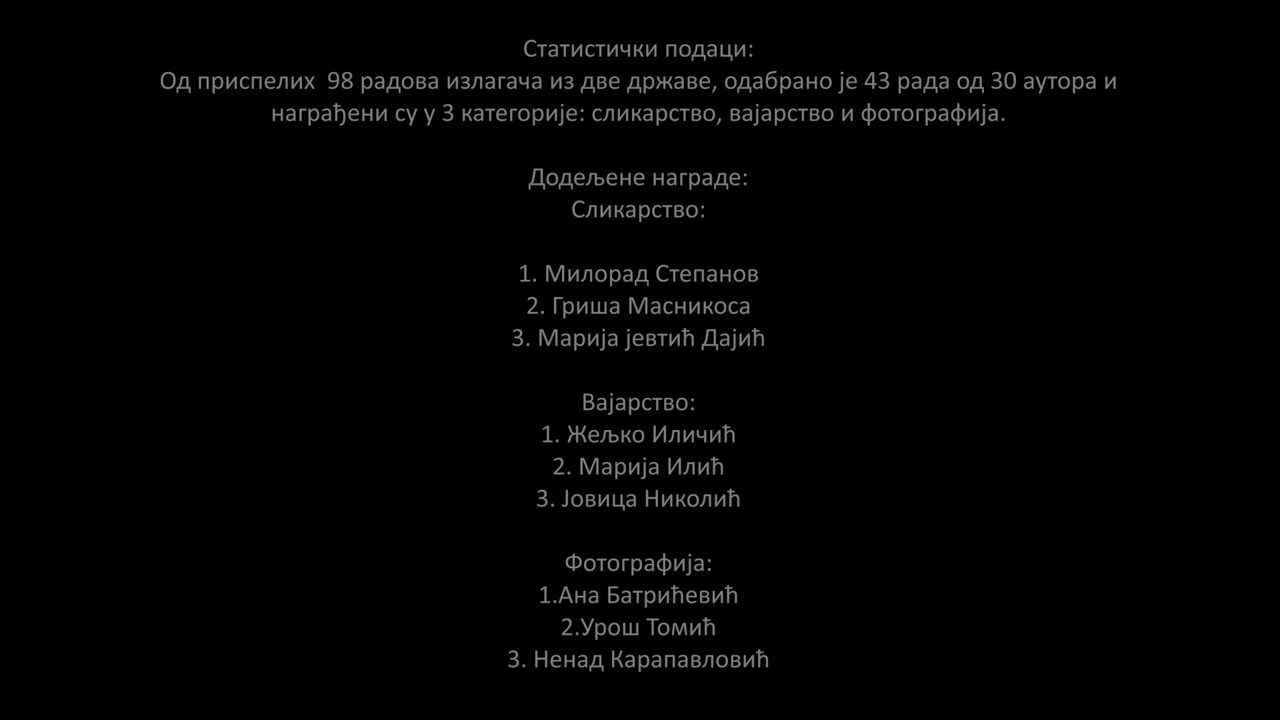 Статистички подаци:
Од приспелих  98 радова излагача из две државе, одабрано је 43 рада од 30 аутора и
награђени су у 3 категорије: сликарство, вајарство и фотографија.
Додељене награде:
Сликарство:
1. Милорад Степанов
2. Гриша Масникоса
3. Марија јевтић Дајић
Вајарство:
1. Жељко Иличић
2. Марија Илић
3. Јовица Николић
Фотографија:
1.Ана Батрићевић
2.Урош Томић
3. Ненад Карапавловић